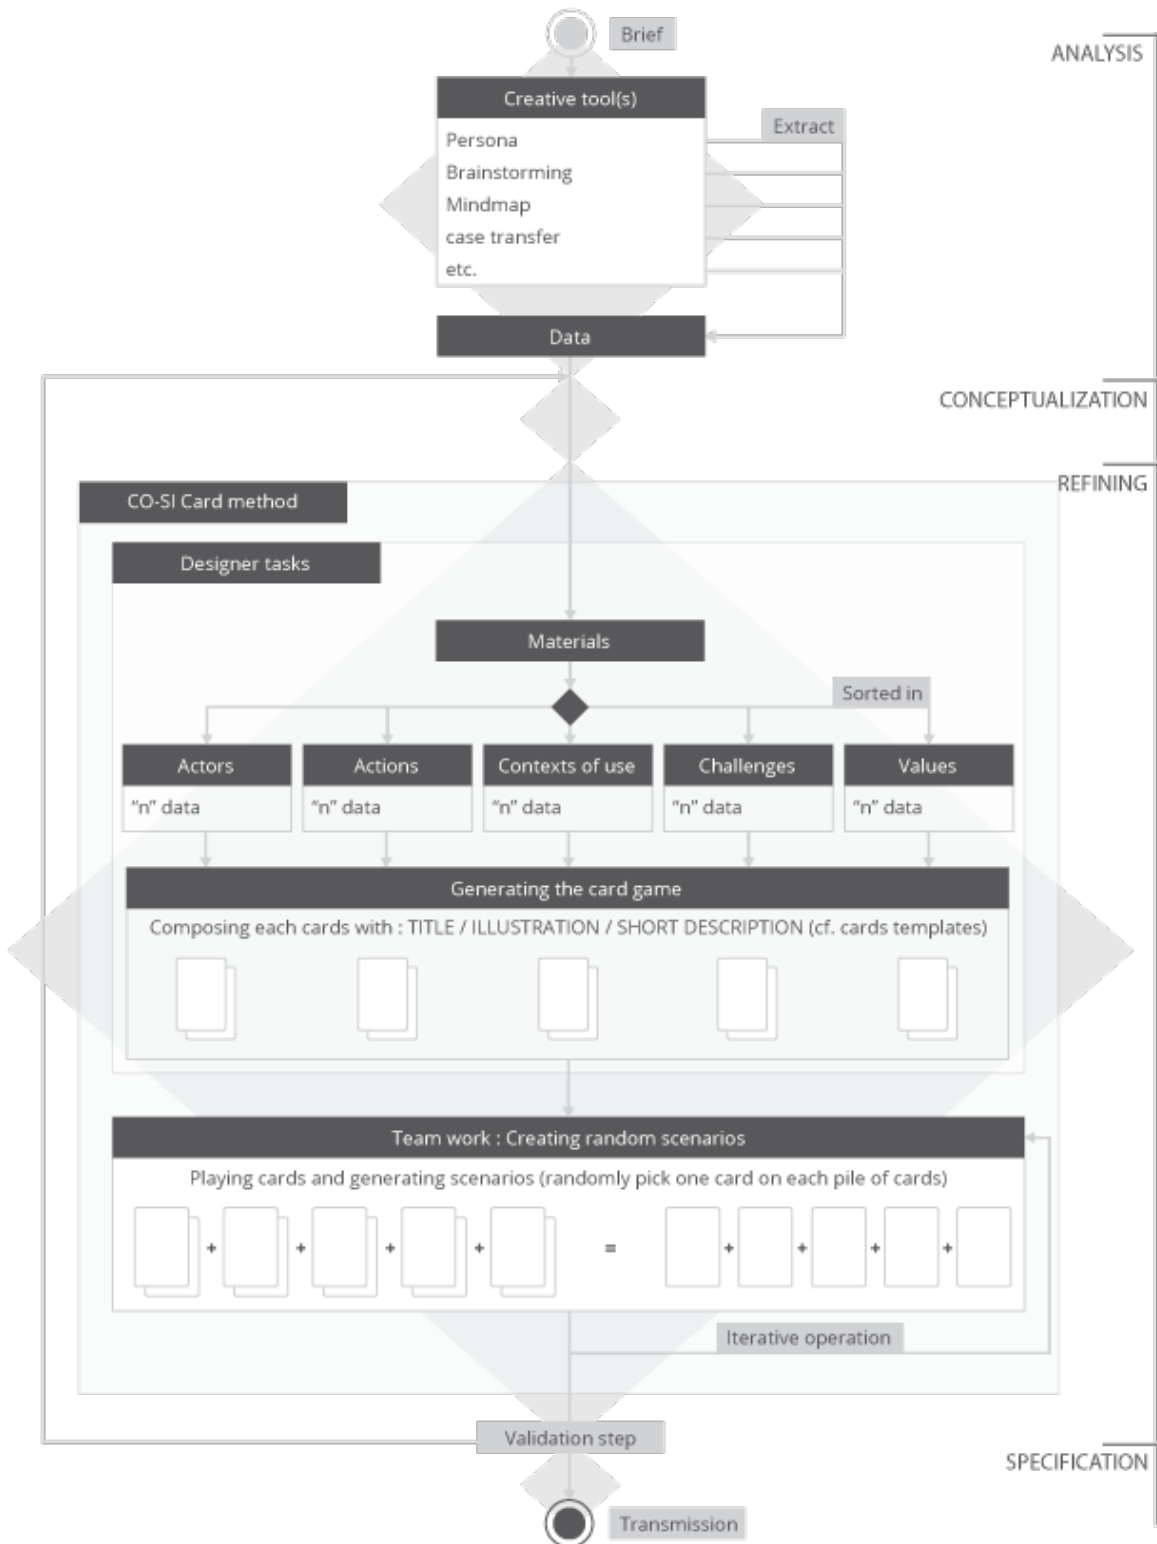 Brief
ANALYSIS
Creative tool(s)
Extract
Persona
Brainstorming
Mindmap
case transfer
etc.
Data
CONCEPTUALIZATION
REFINING
CO-SI Card method
Designer tasks
Materials
Sorted in
Actors
Actions
Contexts of use
Challenges
Values
“n” data
“n” data
“n” data
“n” data
“n” data
Generating the card game
Composing each cards with : TITLE / ILLUSTRATION / SHORT DESCRIPTION (cf. cards templates)
Team work : Creating random scenarios
Playing cards and generating scenarios (randomly pick one card on each pile of cards)
+ + + + = + + + +
Iterative operation
Validation step
SPECIFICATION
Transmission